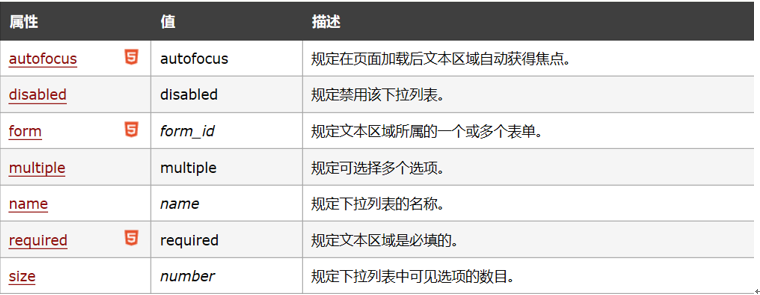 属性 值 描述
autofocus 5 autofocus 规定在页面加载后文本区域自动获得焦点。
disabled disabled 规定禁用该下拉列表。
form 5 form_id 规定文本区域所属的一个或多个表单。
multiple multiple 规定可选择多个选项。
name name 规定下拉列表的名称。
required 5 required 规定文本区域是必填的。
size number 规定下拉列表中可见选项的数目。